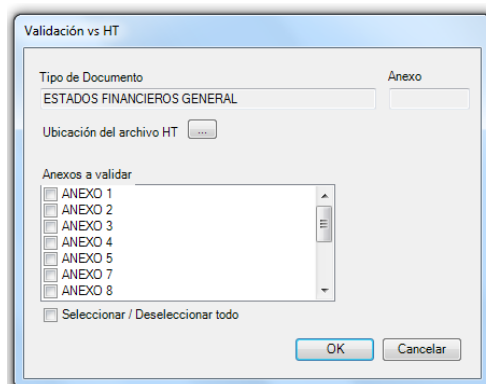 Validación vs HT
Tipo de Documento Anexo
ESTADOS FINANCIEROS GENERAL
Ubicación del archivo HT ...
Anexos a validar
ANEXO 1
ANEXO 2
ANEXO 3
ANEXO 4
ANEXO 5
ANEXO 7
ANEXO 8
Seleccionar / Deseleccionar todo
OK Cancelar